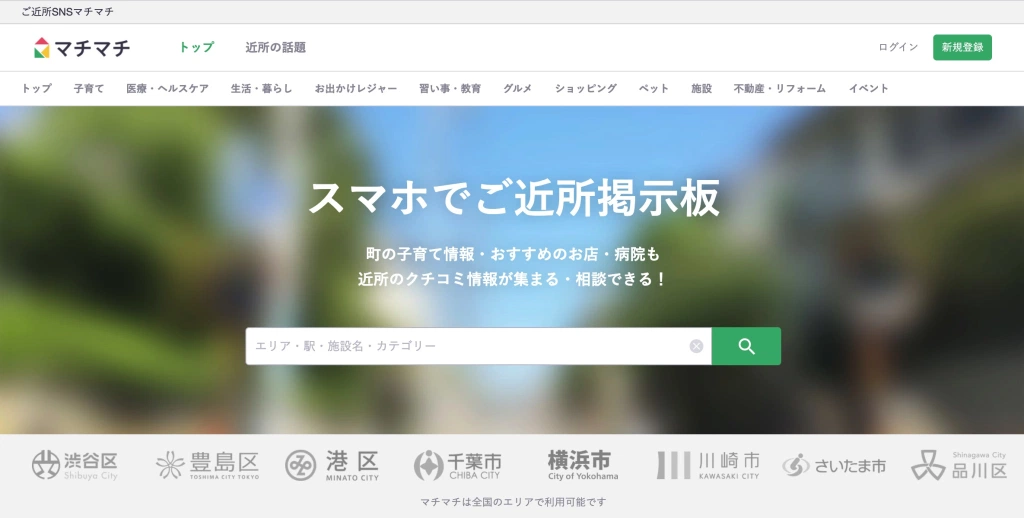 ご近所SNSマチマチ
マチマチ トップ 近所の話題 ログイン 新規登録
トップ 子育て 医療・ヘルスケア 生活・暮らし お出かけレジャー 習い事・教育 グルメ ショッピング ペット 施設 不動産・リフォーム イベント
スマホでご近所掲示板
町の子育て情報・おすすめのお店・病院も
近所のクチコミ情報が集まる・相談できる！
エリア・駅・施設名・カテゴリー
渋谷区 Shibuya City
豊島区 TOSHIMA CITY TOKYO
港区 MINATO CITY
千葉市 CHIBA CITY
横浜市 City of Yokohama
川崎市 KAWASAKI CITY
さいたま市
Shinagawa City 品川区
マチマチは全国のエリアで利用可能です